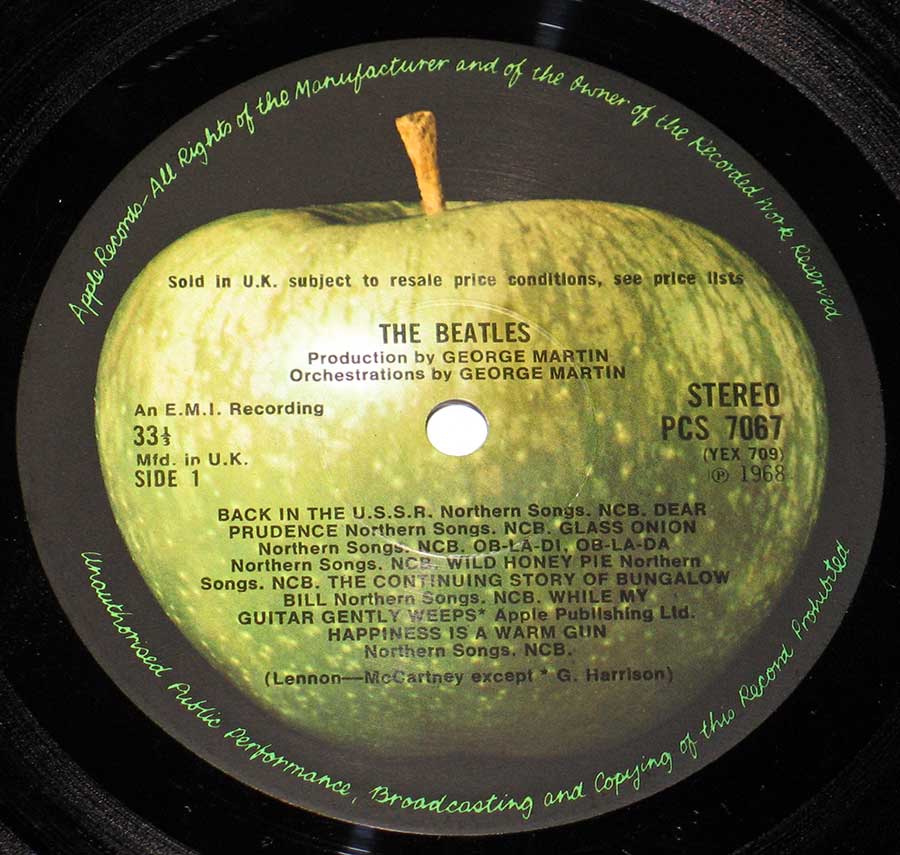 Apple Records—All Rights of the Manufacturer and of the Owner of the Recorded Work Reserved
Sold in U.K. subject to resale price conditions, see price lists
THE BEATLES
Production by GEORGE MARTIN
Orchestrations by GEORGE MARTIN
An E.M.I. Recording
33⅓
Mfd. in U.K.
SIDE 1
STEREO
PCS 7067
(YEX 709)
℗ 1968
BACK IN THE U.S.S.R. Northern Songs. NCB. DEAR
PRUDENCE Northern Songs. NCB. GLASS ONION
Northern Songs. NCB. OB-LA-DI, OB-LA-DA
Northern Songs. NCB. WILD HONEY PIE Northern
Songs. NCB. THE CONTINUING STORY OF BUNGALOW
BILL Northern Songs. NCB. WHILE MY
GUITAR GENTLY WEEPS* Apple Publishing Ltd.
HAPPINESS IS A WARM GUN
Northern Songs. NCB.
(Lennon—McCartney except * G. Harrison)
Unauthorised Public Performance, Broadcasting and Copying of this Record Prohibited